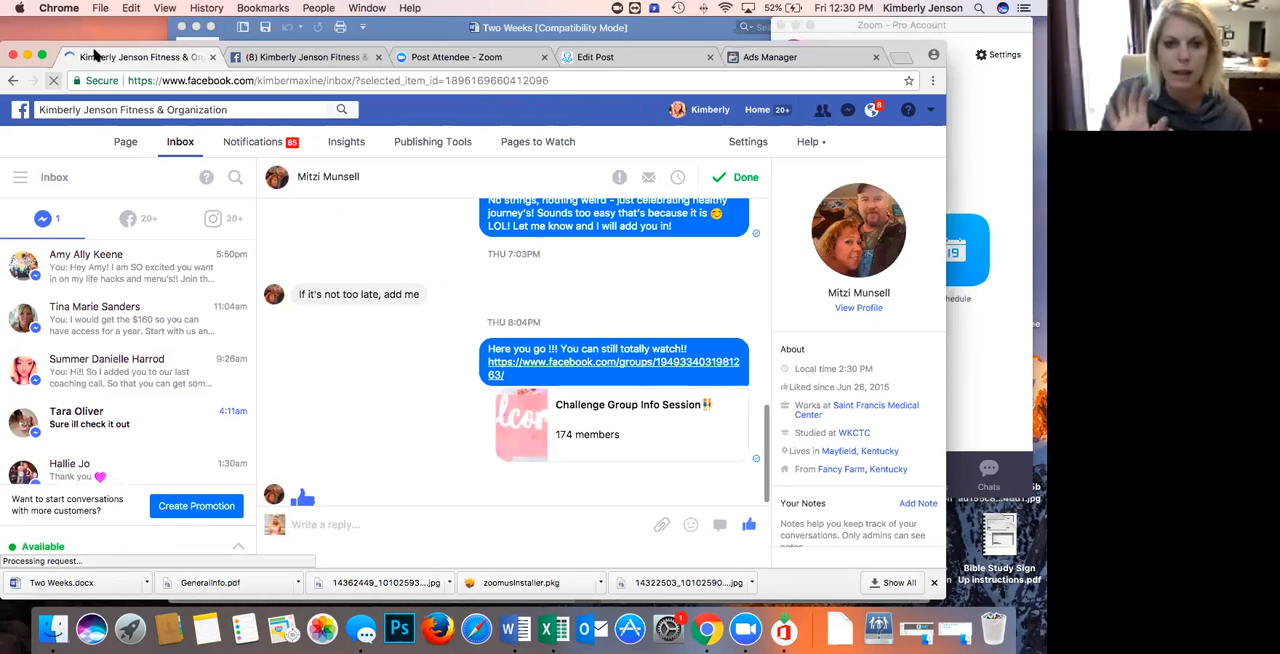 Chrome File Edit View History Bookmarks People Window Help
52% Fri 12:30 PM Kimberly Jenson
Two Weeks [Compatibility Mode]
Zoom - Pro Account
Settings
Kimberly Jenson Fitness & Or
(8) Kimberly Jenson Fitness &
Post Attendee - Zoom
Edit Post
Ads Manager
Secure https://www.facebook.com/kimbermaxine/inbox/?selected_item_id=1896169660412096
Kimberly Jenson Fitness & Organization
Kimberly Home 20+ 8
Page Inbox Notifications 85 Insights Publishing Tools Pages to Watch Settings Help
Inbox
Mitzi Munsell
Done
1 20+ 20+
Amy Ally Keene 5:50pm
You: Hey Amy! I am SO excited you
want in on my life hacks and menu's!! Join th...
Tina Marie Sanders 11:04am
You: I would get the $160 so you can
have access for a year. Start with us an...
Summer Danielle Harrod 9:26am
You: Hi!! So I added you to our last
coaching call. So that you can get som...
Tara Oliver 4:11am
Sure ill check it out
Hallie Jo 1:30am
Thank you
Want to start conversations
with more customers?
Create Promotion
Available
Processing request...
No strings, nothing weird - just celebrating healthy
journey's! Sounds too easy that's because it is 😊
LOL! Let me know and I will add you in!
THU 7:03PM
If it's not too late, add me
THU 8:04PM
Here you go !!! You can still totally watch!!
https://www.facebook.com/groups/19493340319812
63/
Challenge Group Info Session
174 members
Write a reply...
Mitzi Munsell
View Profile
About
Local time 2:30 PM
Liked since Jun 26, 2015
Works at Saint Francis Medical
Center
Studied at WKCTC
Lives in Mayfield, Kentucky
From Fancy Farm, Kentucky
Your Notes Add Note
Notes help you keep track of your
conversations. Only admins can see
notes.
19
Chats
Bible Study Sign
Up instructions.pdf
Two Weeks.docx
GeneralInfo.pdf
14362449_10102593....jpg
zoomusInstaller.pkg
14322503_10102590....jpg
Show All
Ps
1